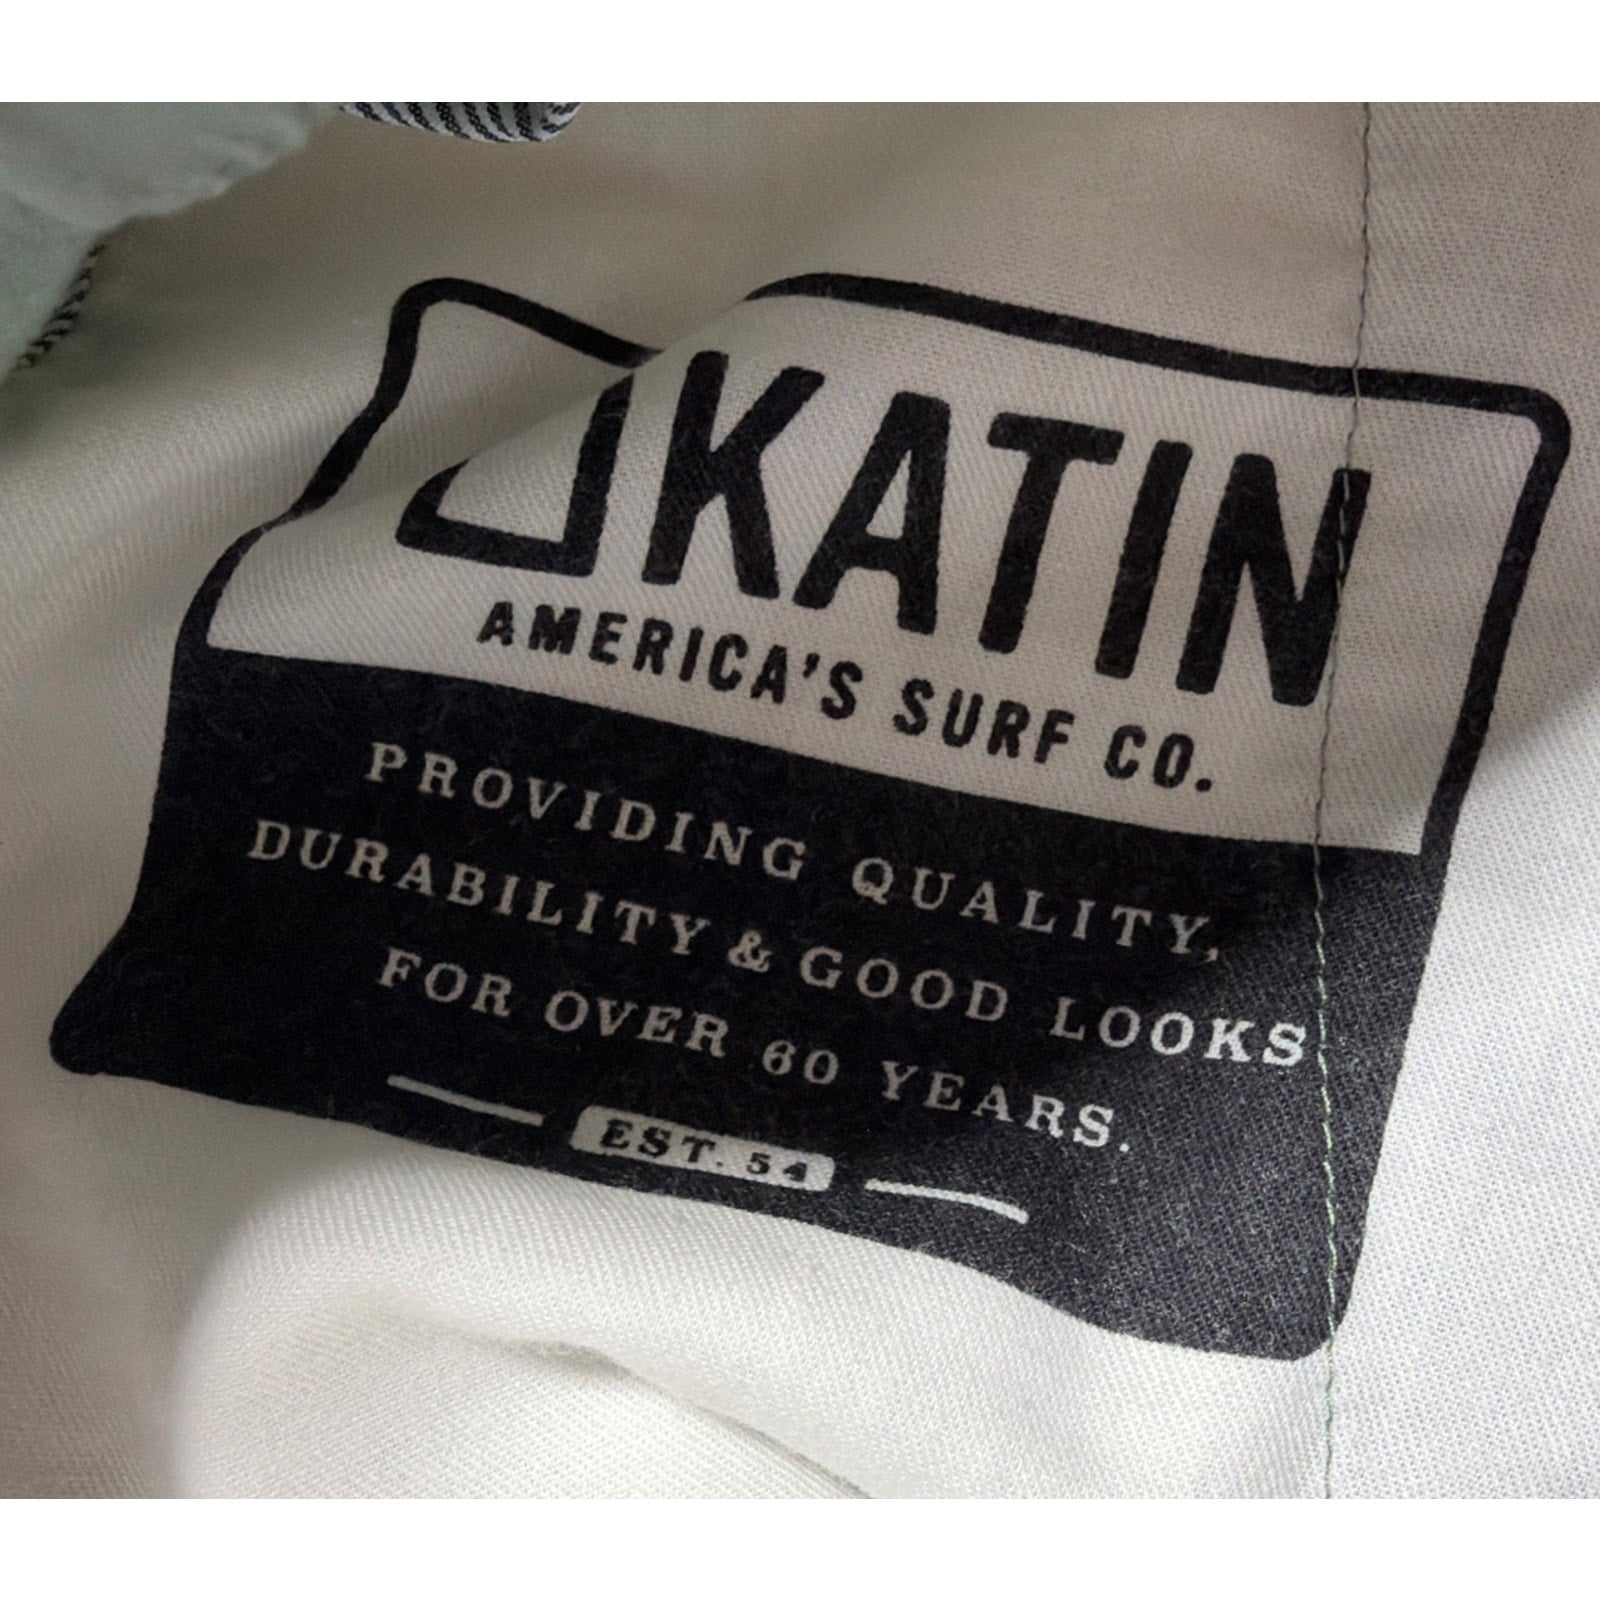 KATIN
AMERICA'S SURF CO.
PROVIDING QUALITY,
DURABILITY & GOOD LOOKS
FOR OVER 60 YEARS.
EST. 54